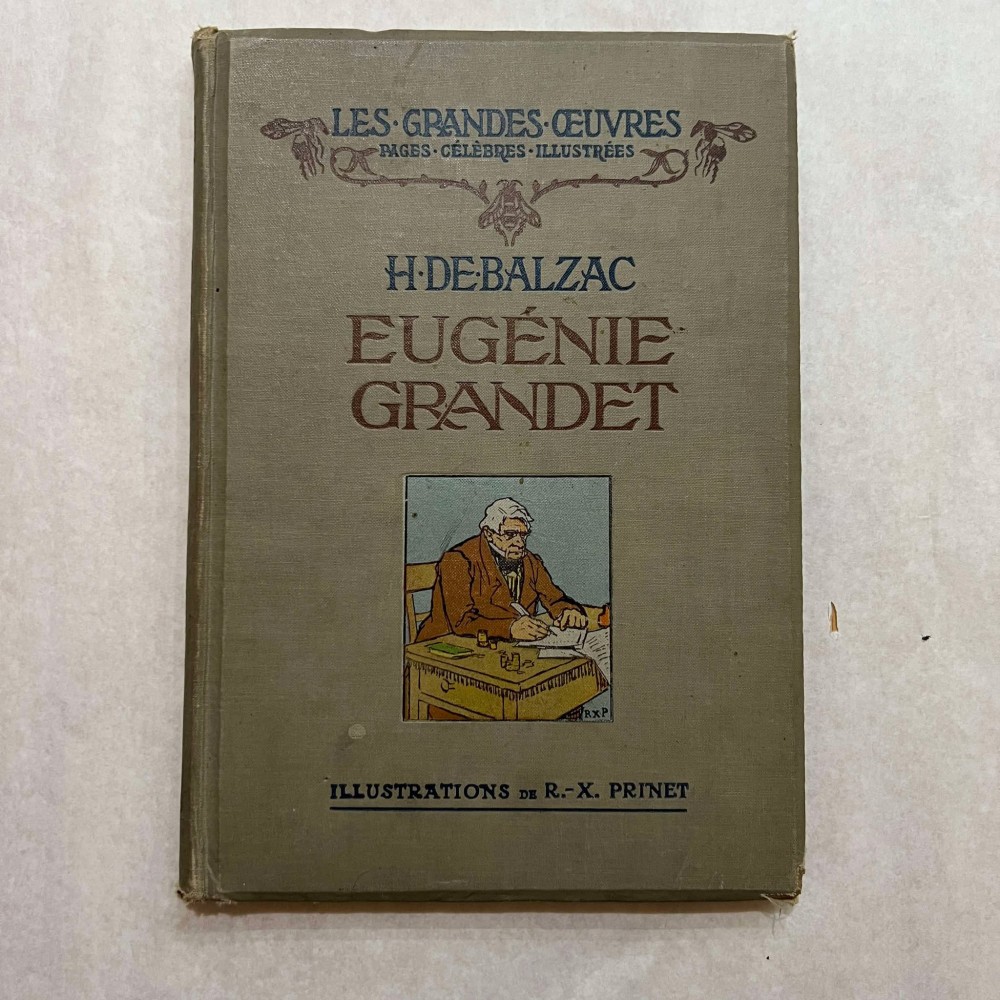 LES·GRANDES·ŒUVRES
PAGES·CÉLÈBRES·ILLUSTRÉES
H·DE·BALZAC
EUGÉNIE
GRANDET
RXP
ILLUSTRATIONS DE R.-X. PRINET